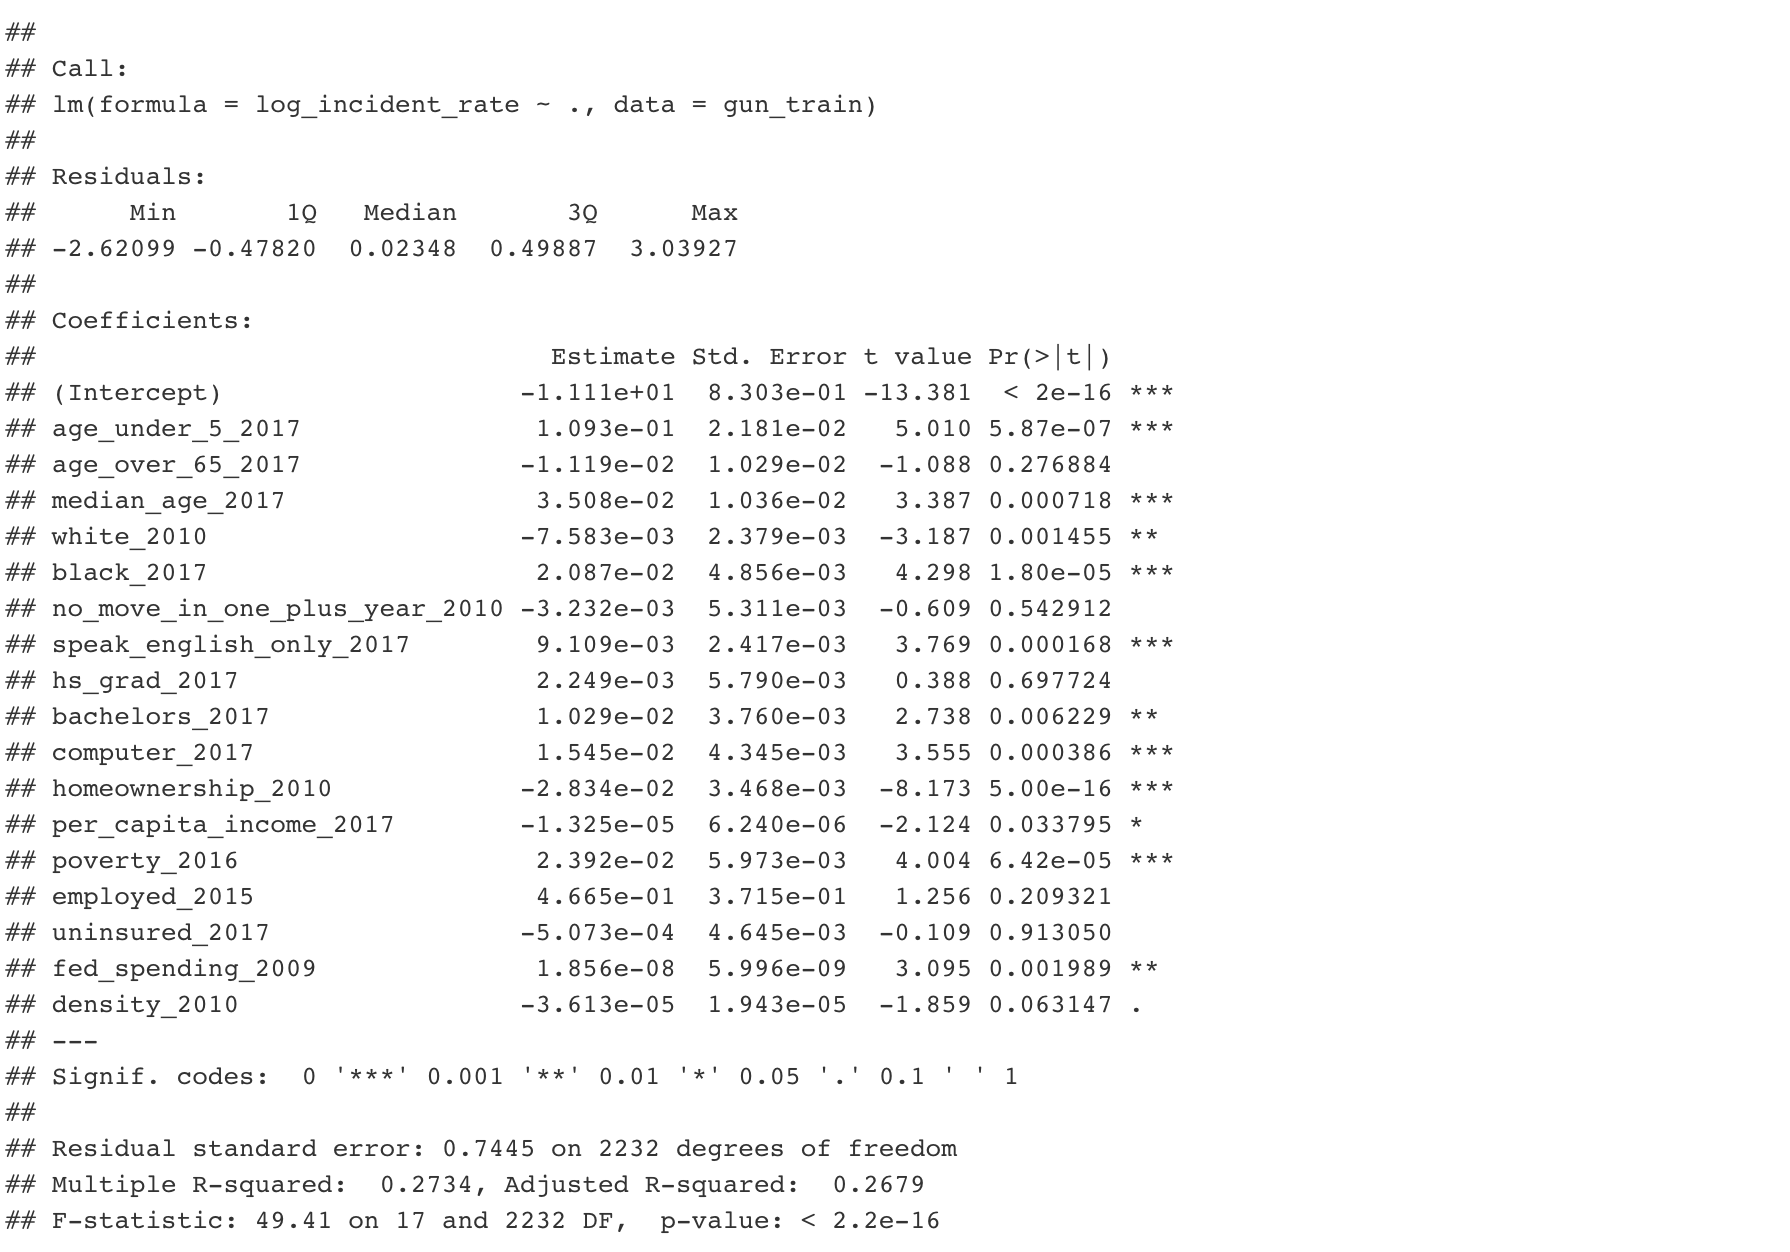 ##
## Call:
## lm(formula = log_incident_rate ~ ., data = gun_train)
##
## Residuals:
##      Min       1Q   Median       3Q      Max
## -2.62099 -0.47820  0.02348  0.49887  3.03927
##
## Coefficients:
##                                 Estimate Std. Error t value Pr(>|t|)
## (Intercept)                   -1.111e+01  8.303e-01 -13.381  < 2e-16 ***
## age_under_5_2017               1.093e-01  2.181e-02   5.010 5.87e-07 ***
## age_over_65_2017              -1.119e-02  1.029e-02  -1.088 0.276884
## median_age_2017                3.508e-02  1.036e-02   3.387 0.000718 ***
## white_2010                    -7.583e-03  2.379e-03  -3.187 0.001455 **
## black_2017                     2.087e-02  4.856e-03   4.298 1.80e-05 ***
## no_move_in_one_plus_year_2010 -3.232e-03  5.311e-03  -0.609 0.542912
## speak_english_only_2017        9.109e-03  2.417e-03   3.769 0.000168 ***
## hs_grad_2017                   2.249e-03  5.790e-03   0.388 0.697724
## bachelors_2017                 1.029e-02  3.760e-03   2.738 0.006229 **
## computer_2017                  1.545e-02  4.345e-03   3.555 0.000386 ***
## homeownership_2010            -2.834e-02  3.468e-03  -8.173 5.00e-16 ***
## per_capita_income_2017        -1.325e-05  6.240e-06  -2.124 0.033795 *
## poverty_2016                   2.392e-02  5.973e-03   4.004 6.42e-05 ***
## employed_2015                  4.665e-01  3.715e-01   1.256 0.209321
## uninsured_2017                -5.073e-04  4.645e-03  -0.109 0.913050
## fed_spending_2009              1.856e-08  5.996e-09   3.095 0.001989 **
## density_2010                  -3.613e-05  1.943e-05  -1.859 0.063147 .
## ---
## Signif. codes:  0 '***' 0.001 '**' 0.01 '*' 0.05 '.' 0.1 ' ' 1
##
## Residual standard error: 0.7445 on 2232 degrees of freedom
## Multiple R-squared:  0.2734, Adjusted R-squared:  0.2679
## F-statistic: 49.41 on 17 and 2232 DF,  p-value: < 2.2e-16